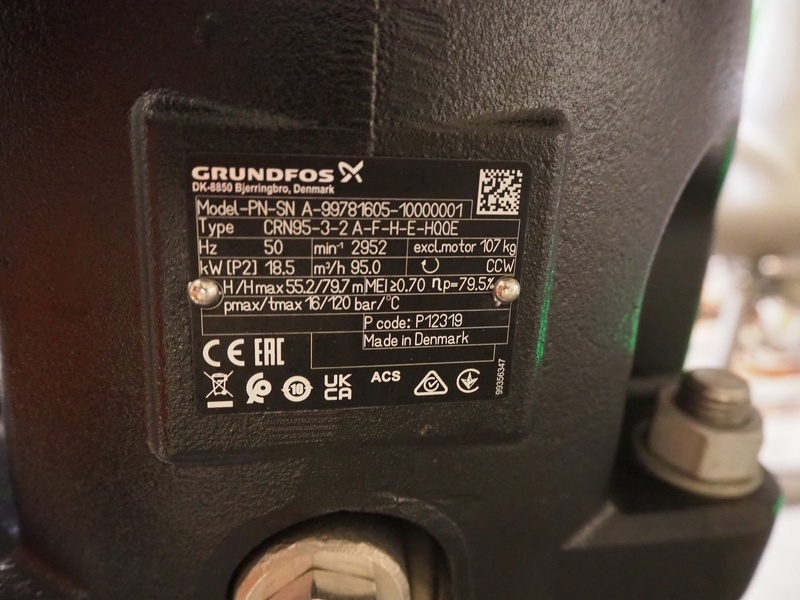 GRUNDFOS
DK-8850 Bjerringbro, Denmark
Model-PN-SN A-99781605-10000001
Type CRN95-3-2 A-F-H-E-HQQE
Hz 50 min⁻¹ 2952 excl.motor 107 kg
kW [P2] 18.5 m³/h 95.0 CCW
H/Hmax 55.2/79.7 m MEI ≥0.70 ηp=79.5%
pmax/tmax 16/120 bar/°C
P code: P12319
Made in Denmark
CE EAC
10 UK CA ACS
99356347